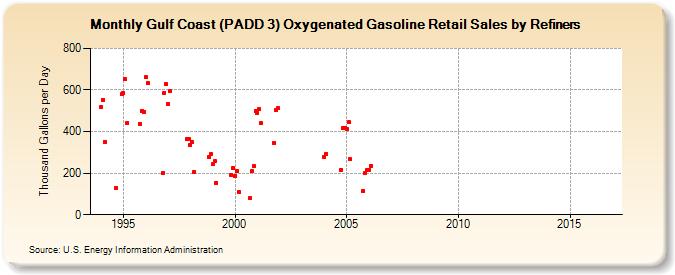 Monthly Gulf Coast (PADD 3) Oxygenated Gasoline Retail Sales by Refiners
Thousand Gallons per Day
800
600
400
200
0
1995 2000 2005 2010 2015
Source: U.S. Energy Information Administration